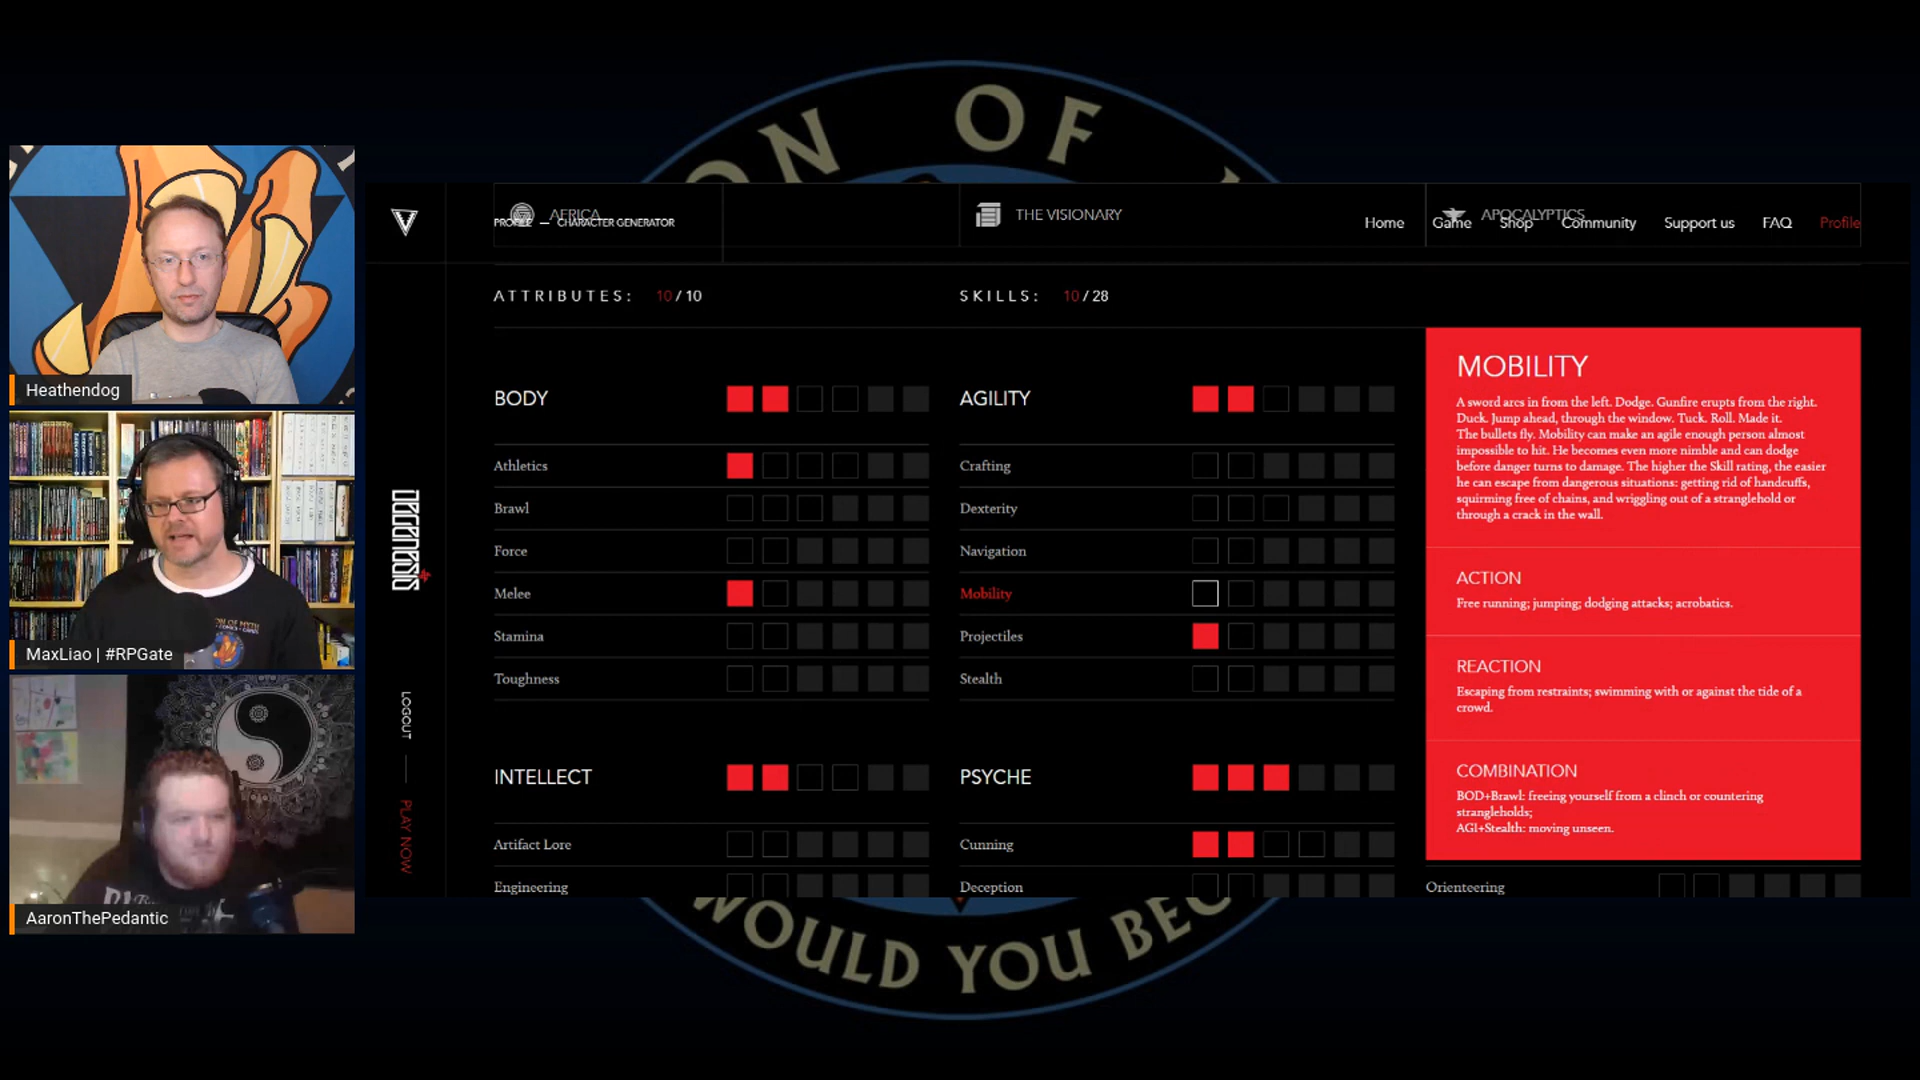 ON OF
AFRICA
PROFILE — CHARACTER GENERATOR
THE VISIONARY
APOCALYPTICS
Home
Game
Shop
Community
Support us
FAQ
Profile
ATTRIBUTES: 10 / 10
SKILLS: 10 / 28
BODY
Athletics
Brawl
Force
Melee
Stamina
Toughness
AGILITY
Crafting
Dexterity
Navigation
Mobility
Projectiles
Stealth
MOBILITY
A sword arcs in from the left. Dodge. Gunfire erupts from the right.
Duck. Jump ahead, through the window. Tuck. Roll. Made it.
The bullets fly. Mobility can make an agile enough person almost
impossible to hit. He becomes even more nimble and can dodge
before danger turns to damage. The higher the Skill rating, the easier
he can escape from dangerous situations: getting rid of handcuffs,
squirming free of chains, and wriggling out of a stranglehold or
through a crack in the wall.
ACTION
Free running; jumping; dodging attacks; acrobatics.
REACTION
Escaping from restraints; swimming with or against the tide of a
crowd.
COMBINATION
BOD+Brawl: freeing yourself from a clinch or countering
strangleholds;
AGI+Stealth: moving unseen.
INTELLECT
Artifact Lore
Engineering
PSYCHE
Cunning
Deception
Orienteering
DEGENESIS
LOGOUT
PLAY NOW
Heathendog
MaxLiao | #RPGate
AaronThePedantic
ON OF MYTH
WOULD YOU BEC